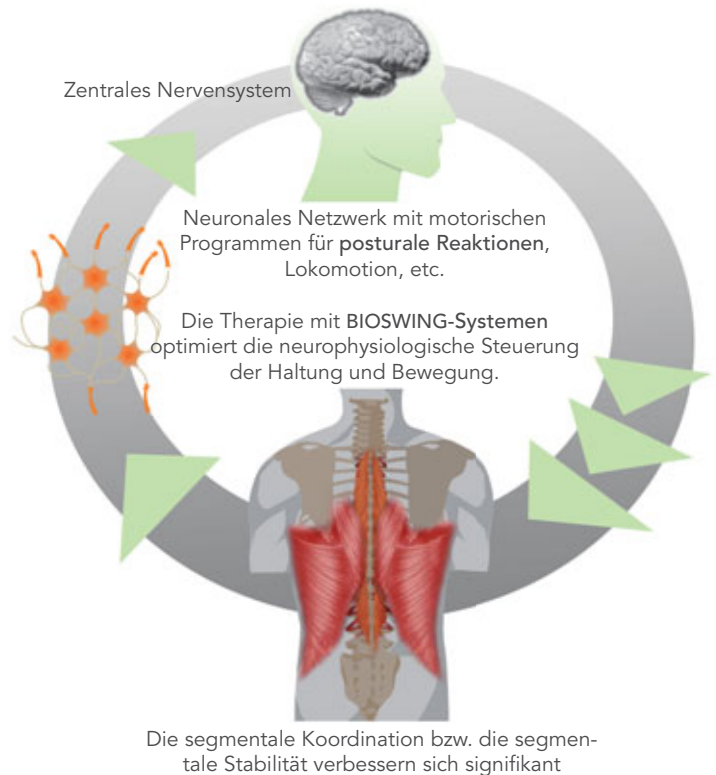 Zentrales Nervensystem
Neuronales Netzwerk mit motorischen
Programmen für posturale Reaktionen,
Lokomotion, etc.
Die Therapie mit BIOSWING-Systemen
optimiert die neurophysiologische Steuerung
der Haltung und Bewegung.
Die segmentale Koordination bzw. die segmen-
tale Stabilität verbessern sich signifikant